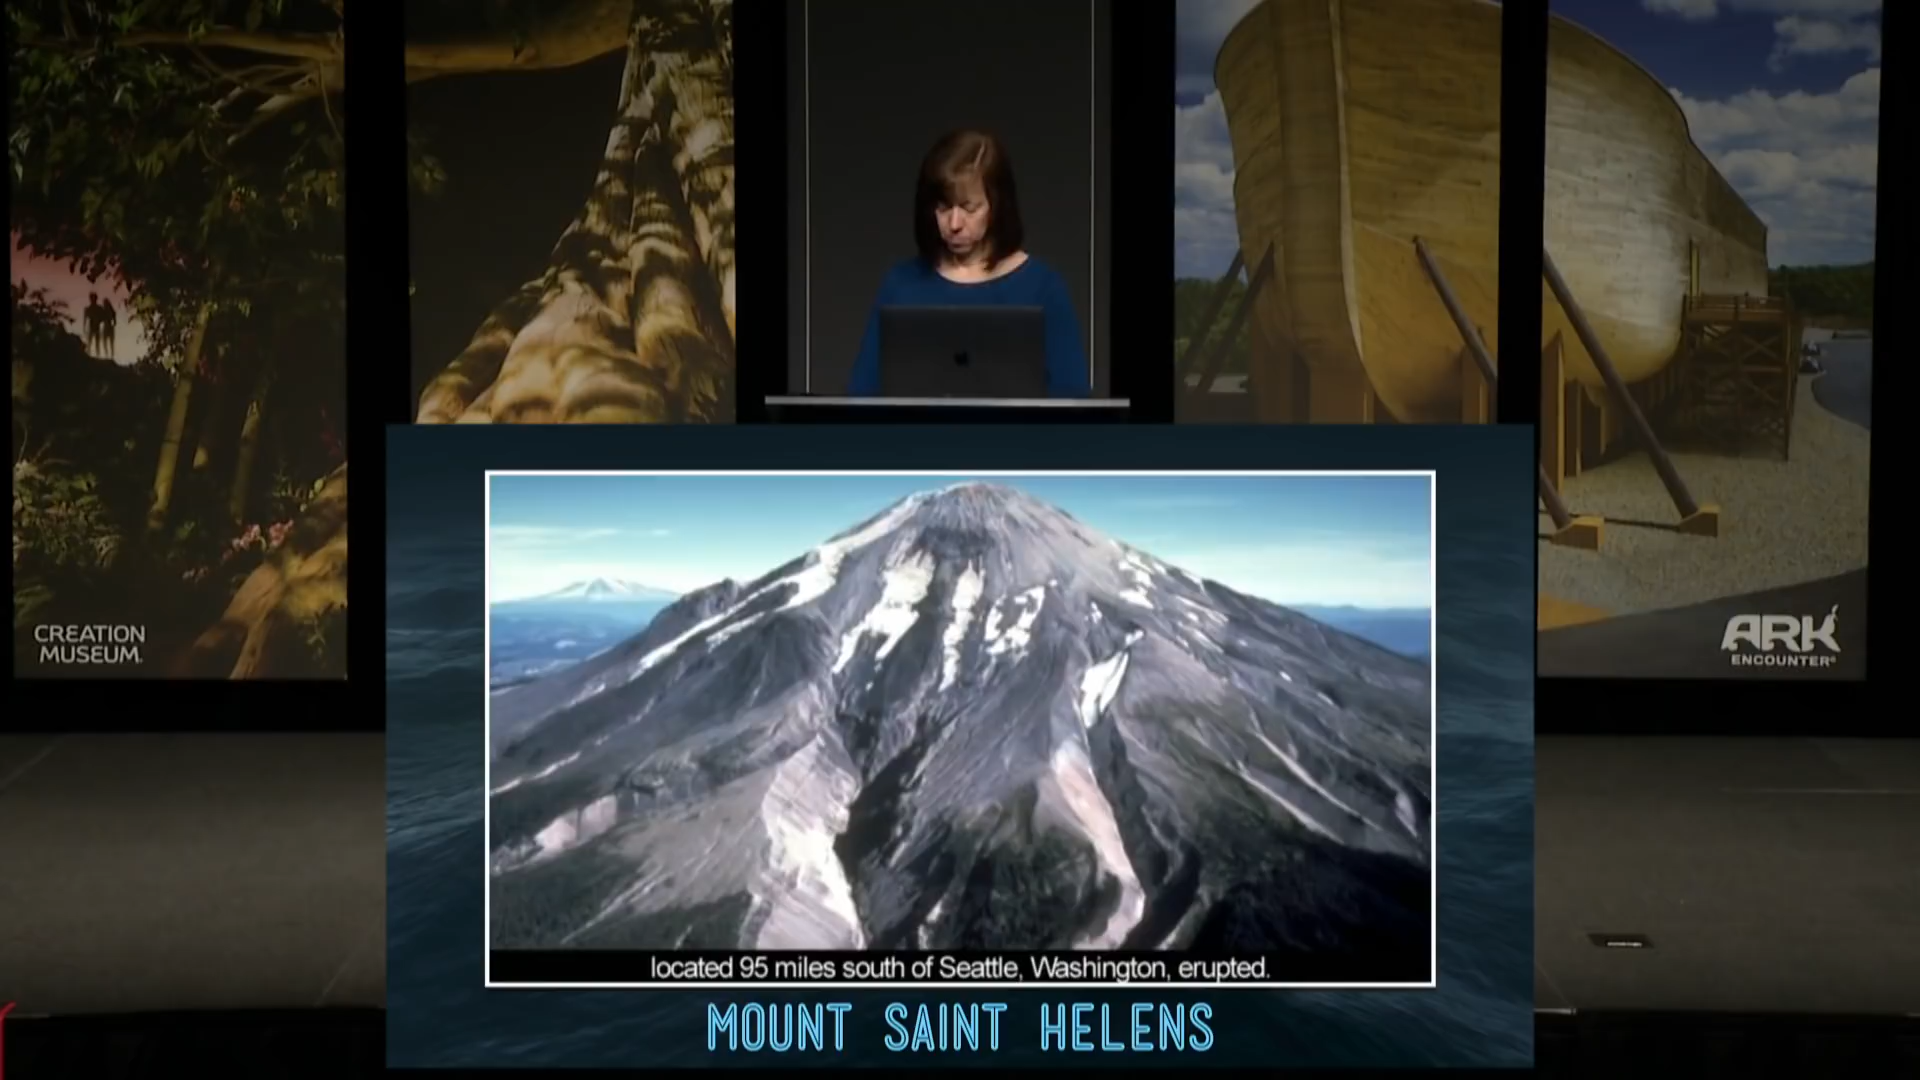 CREATION
MUSEUM
ARK
ENCOUNTER
located 95 miles south of Seattle, Washington, erupted.
MOUNT SAINT HELENS